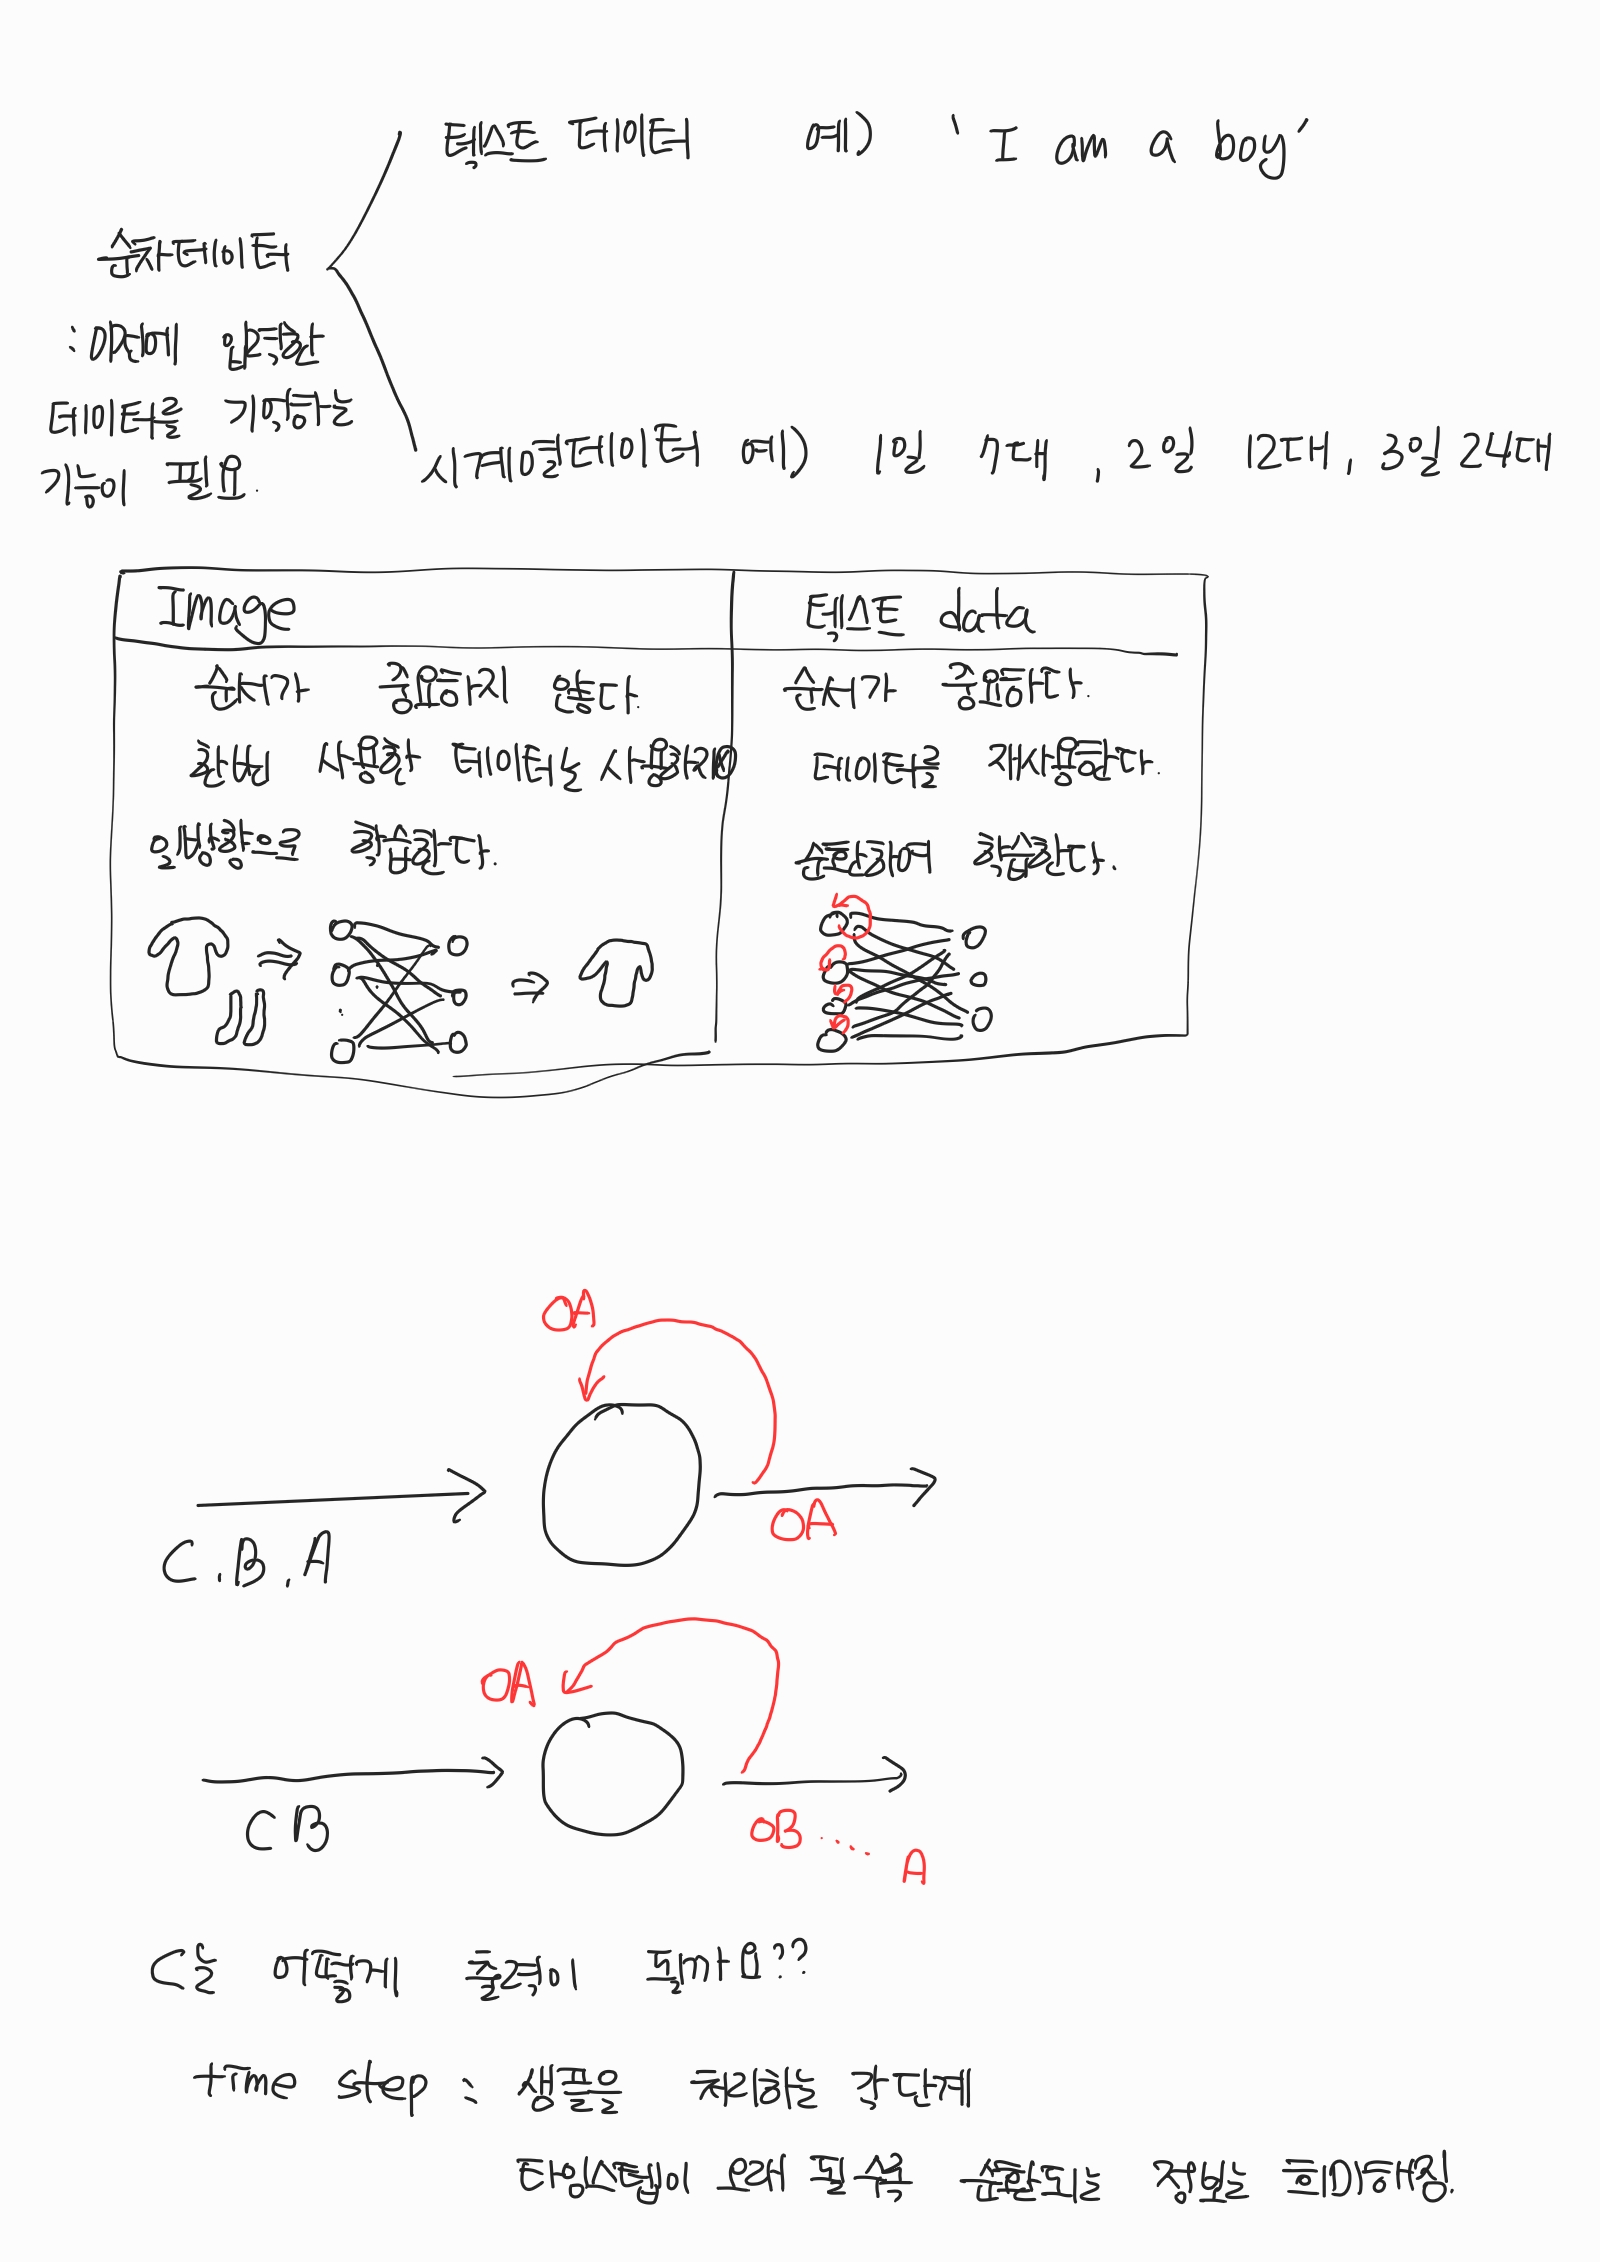 텍스트 데이터 예) 'I am a boy'
순차데이터
: 이전에 입력한
데이터를 기억하는
기능이 필요.
시계열데이터 예) 1일 7대, 2일 12대, 3일 24대
Image
순서가 중요하지 않다.
한번 사용한 데이터는 사용하지 X
일방향으로 학습한다.
텍스트 data
순서가 중요하다.
데이터를 재사용한다.
순환하여 학습한다.
OA
OA
C.B.A
OA
CB
OB .... A
C는 어떻게 출력이 될까요??
time step : 샘플을 처리하는 각 단계
타임스텝이 오래 될 수록 순환되는 정보는 희미해짐!